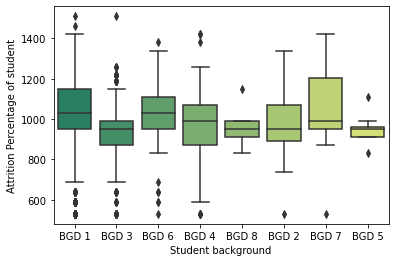 Attrition Percentage of student
1400
1200
1000
800
600
BGD 1 BGD 3 BGD 6 BGD 4 BGD 8 BGD 2 BGD 7 BGD 5
Student background